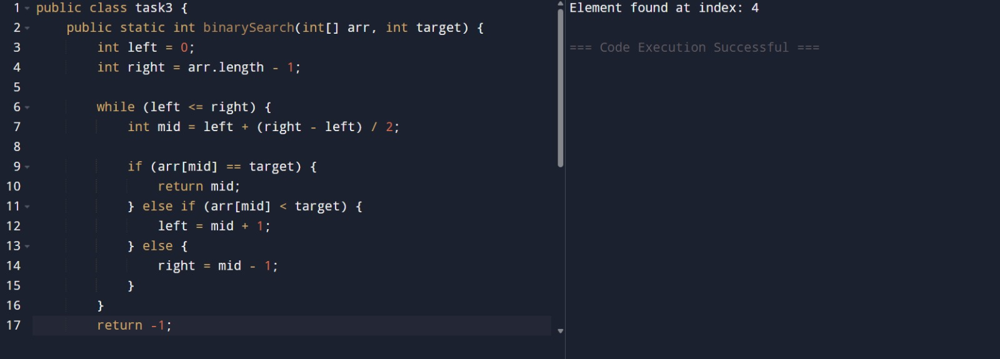 1 public class task3 {
2 public static int binarySearch(int[] arr, int target) {
3 int left = 0;
4 int right = arr.length - 1;
5
6 while (left <= right) {
7 int mid = left + (right - left) / 2;
8
9 if (arr[mid] == target) {
10 return mid;
11 } else if (arr[mid] < target) {
12 left = mid + 1;
13 } else {
14 right = mid - 1;
15 }
16 }
17 return -1;
Element found at index: 4
=== Code Execution Successful ===